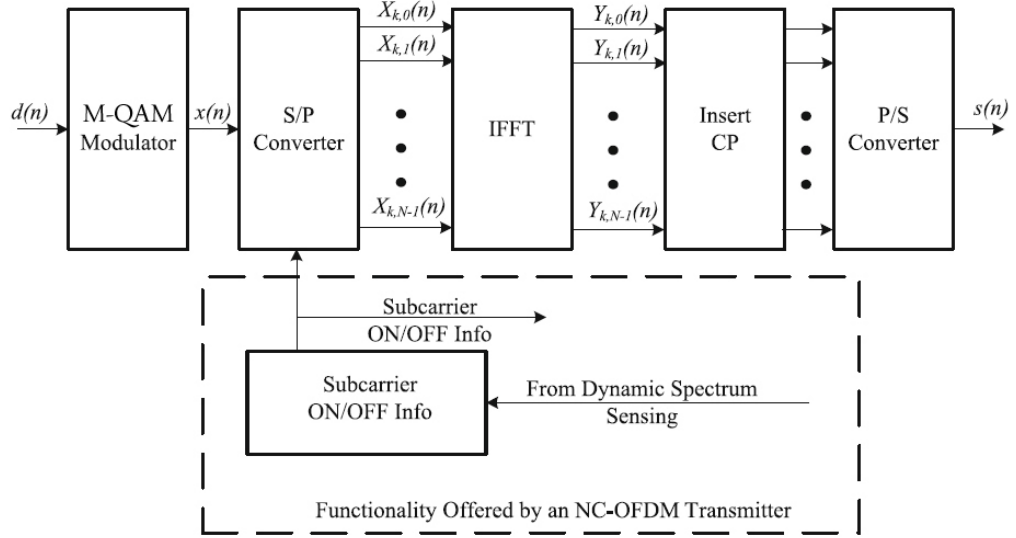 X_{k,0}(n)
Y_{k,0}(n)
X_{k,1}(n)
Y_{k,1}(n)
d(n)
M-QAM
Modulator
x(n)
S/P
Converter
IFFT
Insert
CP
P/S
Converter
s(n)
X_{k,N-1}(n)
Y_{k,N-1}(n)
Subcarrier
ON/OFF Info
Subcarrier
ON/OFF Info
From Dynamic Spectrum
Sensing
Functionality Offered by an NC-OFDM Transmitter